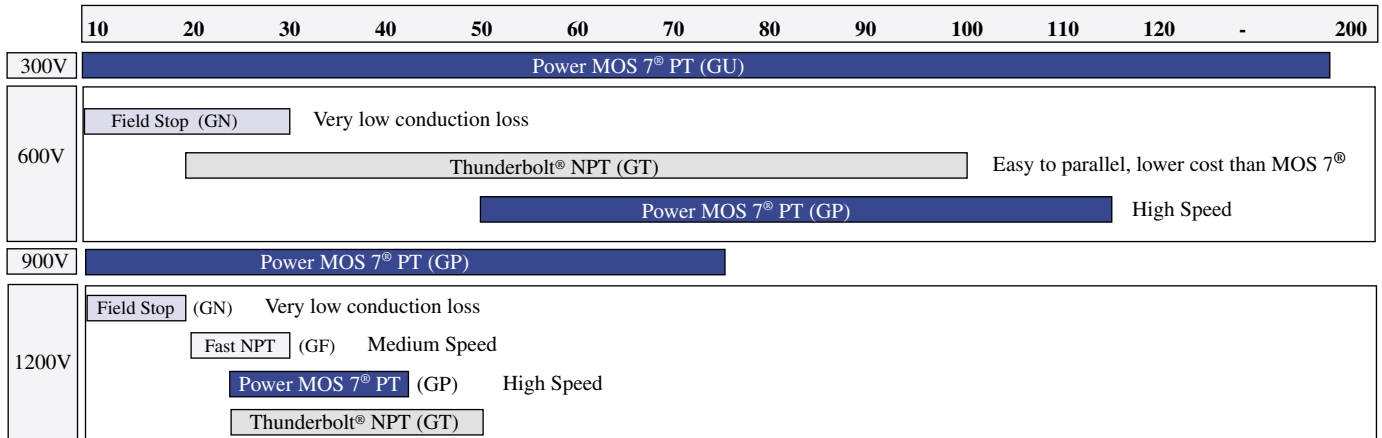 10 20 30 40 50 60 70 80 90 100 110 120 - 200
300V Power MOS 7® PT (GU)
600V
Field Stop (GN) Very low conduction loss
Thunderbolt® NPT (GT) Easy to parallel, lower cost than MOS 7®
Power MOS 7® PT (GP) High Speed
900V Power MOS 7® PT (GP)
1200V
Field Stop (GN) Very low conduction loss
Fast NPT (GF) Medium Speed
Power MOS 7® PT (GP) High Speed
Thunderbolt® NPT (GT)